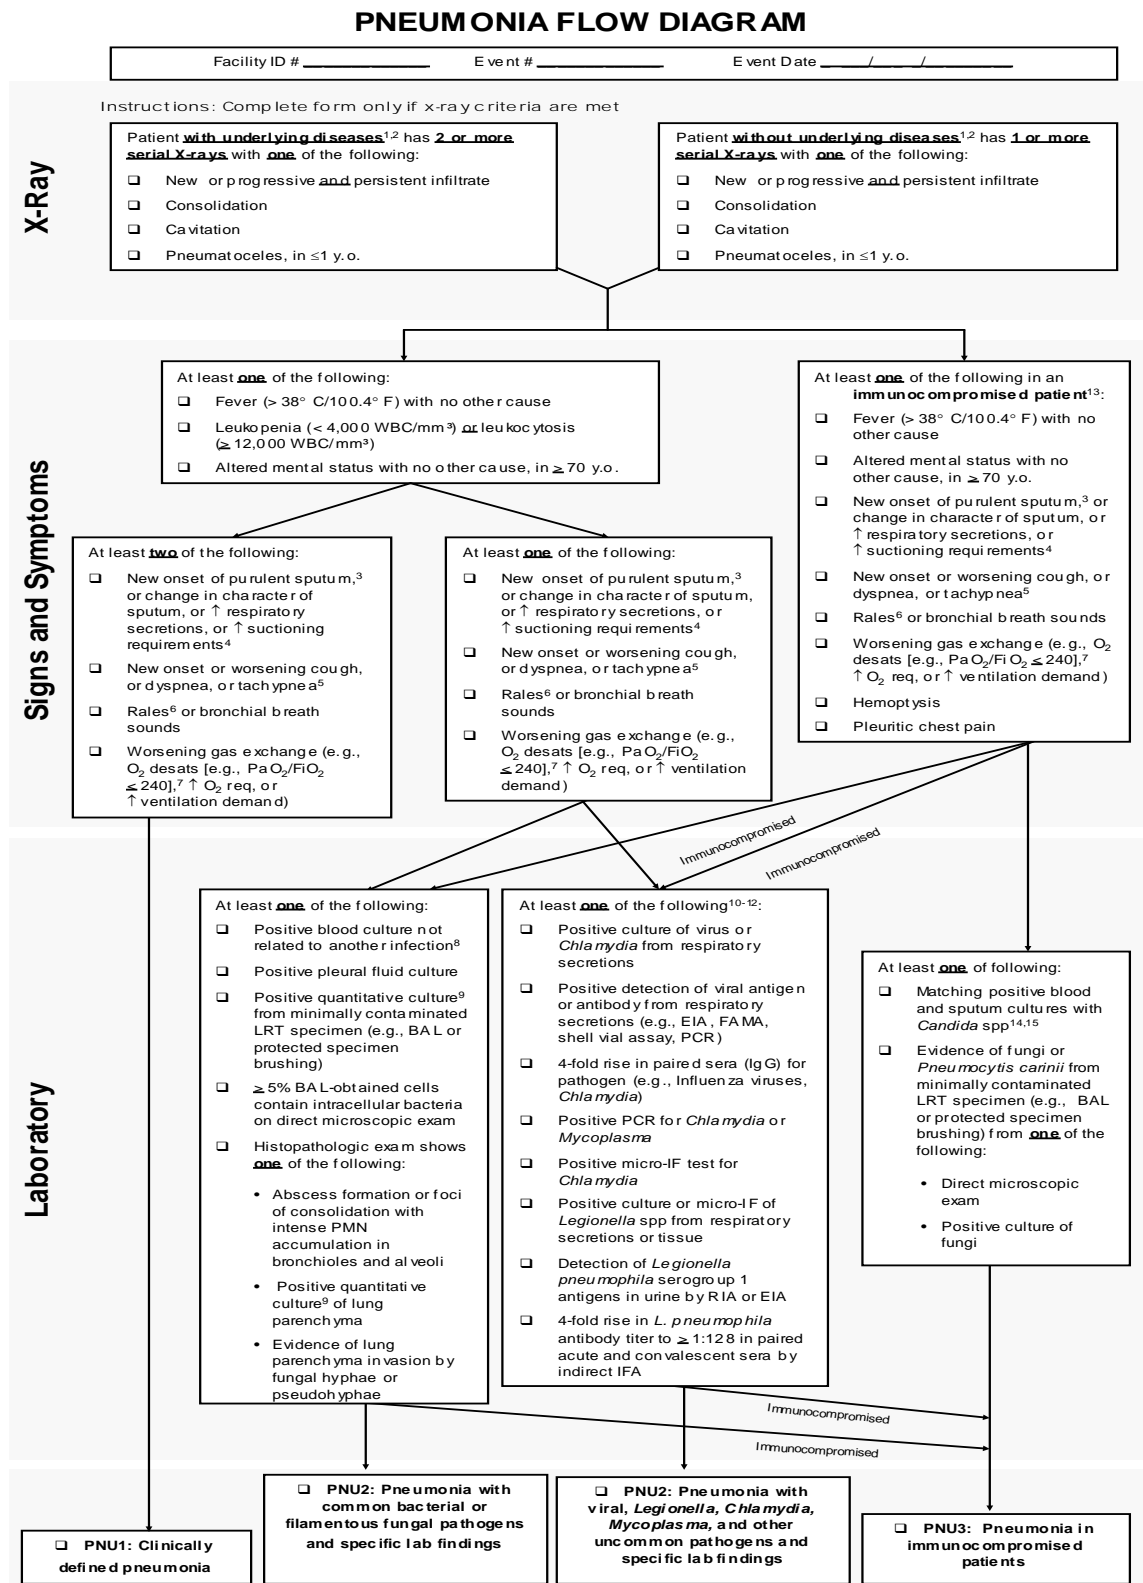 PNEUMONIA FLOW DIAGRAM
Facility ID # ____________ Event # ____________ Event Date _____/_____/________
Instructions: Complete form only if x-ray criteria are met
X-Ray
Patient with underlying diseases1,2 has 2 or more
serial X-rays with one of the following:
❑ New or progressive and persistent infiltrate
❑ Consolidation
❑ Cavitation
❑ Pneumatoceles, in ≤1 y.o.
Patient without underlying diseases1,2 has 1 or more
serial X-rays with one of the following:
❑ New or progressive and persistent infiltrate
❑ Consolidation
❑ Cavitation
❑ Pneumatoceles, in ≤1 y.o.
Signs and Symptoms
At least one of the following:
❑ Fever (> 38° C/100.4° F) with no other cause
❑ Leukopenia (< 4,000 WBC/mm³) or leukocytosis
(≥ 12,000 WBC/mm³)
❑ Altered mental status with no other cause, in ≥ 70 y.o.
At least one of the following in an
immunocompromised patient13:
❑ Fever (> 38° C/100.4° F) with no
other cause
❑ Altered mental status with no
other cause, in ≥ 70 y.o.
❑ New onset of purulent sputum,3 or
change in character of sputum, or
↑ respiratory secretions, or
↑ suctioning requirements4
❑ New onset or worsening cough, or
dyspnea, or tachypnea5
❑ Rales6 or bronchial breath sounds
❑ Worsening gas exchange (e.g., O2
desats [e.g., PaO2/FiO2 ≤ 240],7
↑ O2 req, or ↑ ventilation demand)
❑ Hemoptysis
❑ Pleuritic chest pain
At least two of the following:
❑ New onset of purulent sputum,3
or change in character of
sputum, or ↑ respiratory
secretions, or ↑ suctioning
requirements4
❑ New onset or worsening cough,
or dyspnea, or tachypnea5
❑ Rales6 or bronchial breath
sounds
❑ Worsening gas exchange (e.g.,
O2 desats [e.g., PaO2/FiO2
≤ 240],7 ↑ O2 req, or
↑ ventilation demand)
At least one of the following:
❑ New onset of purulent sputum,3
or change in character of sputum,
or ↑ respiratory secretions, or
↑ suctioning requirements4
❑ New onset or worsening cough,
or dyspnea, or tachypnea5
❑ Rales6 or bronchial breath
sounds
❑ Worsening gas exchange (e.g.,
O2 desats [e.g., PaO2/FiO2
≤ 240],7 ↑ O2 req, or ↑ ventilation
demand)
Immunocompromised
Immunocompromised
Laboratory
At least one of the following:
❑ Positive blood culture not
related to another infection8
❑ Positive pleural fluid culture
❑ Positive quantitative culture9
from minimally contaminated
LRT specimen (e.g., BAL or
protected specimen
brushing)
❑ ≥ 5% BAL-obtained cells
contain intracellular bacteria
on direct microscopic exam
❑ Histopathologic exam shows
one of the following:
• Abscess formation or foci
of consolidation with
intense PMN
accumulation in
bronchioles and alveoli
• Positive quantitative
culture9 of lung
parenchyma
• Evidence of lung
parenchyma invasion by
fungal hyphae or
pseudohyphae
At least one of the following10-12:
❑ Positive culture of virus or
Chlamydia from respiratory
secretions
❑ Positive detection of viral antigen
or antibody from respiratory
secretions (e.g., EIA, FAMA,
shell vial assay, PCR)
❑ 4-fold rise in paired sera (IgG) for
pathogen (e.g., Influenza viruses,
Chlamydia)
❑ Positive PCR for Chlamydia or
Mycoplasma
❑ Positive micro-IF test for
Chlamydia
❑ Positive culture or micro-IF of
Legionella spp from respiratory
secretions or tissue
❑ Detection of Legionella
pneumophila serogroup 1
antigens in urine by RIA or EIA
❑ 4-fold rise in L. pneumophila
antibody titer to ≥ 1:128 in paired
acute and convalescent sera by
indirect IFA
At least one of following:
❑ Matching positive blood
and sputum cultures with
Candida spp14,15
❑ Evidence of fungi or
Pneumocytis carinii from
minimally contaminated
LRT specimen (e.g., BAL
or protected specimen
brushing) from one of the
following:
• Direct microscopic
exam
• Positive culture of
fungi
Immunocompromised
Immunocompromised
❑ PNU1: Clinically
defined pneumonia
❑ PNU2: Pneumonia with
common bacterial or
filamentous fungal pathogens
and specific lab findings
❑ PNU2: Pneumonia with
viral, Legionella, Chlamydia,
Mycoplasma, and other
uncommon pathogens and
specific lab findings
❑ PNU3: Pneumonia in
immunocompromised
patients